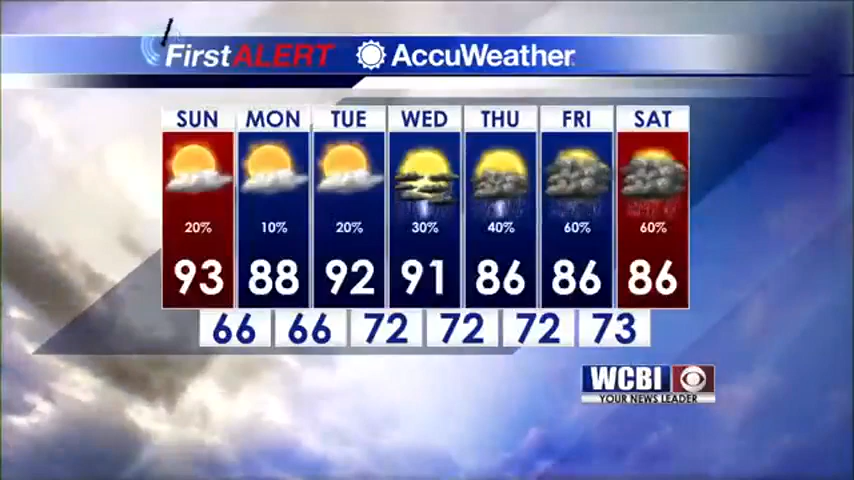 FirstALERT AccuWeather
SUN MON TUE WED THU FRI SAT
20% 10% 20% 30% 40% 60% 60%
93 88 92 91 86 86 86
66 66 72 72 72 73
WCBI
YOUR NEWS LEADER